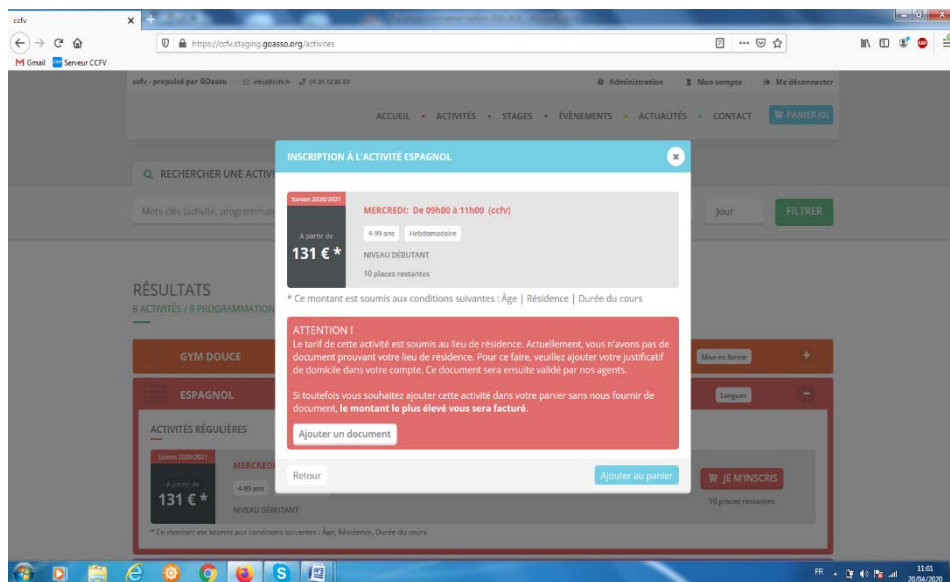 ccfv
https://ccfv.staging.goasso.org/activites
Gmail Serveur CCFV
ccfv - propulsé par GOasso infos@ccfv.fr
Administration Mon compte Me déconnecter
ACCUEIL ACTIVITÉS STAGES ÉVÈNEMENTS ACTUALITÉS CONTACT PANIER (0)
INSCRIPTION À L'ACTIVITÉ ESPAGNOL
RECHERCHER UNE ACTIVI
Mots-clés (activité, programmati Jour FILTRER
Saison 2020/2021
MERCREDI: De 09h00 à 11h00 (ccfv)
A partir de
131 € *
4-99 ans Hebdomadaire
NIVEAU DÉBUTANT
10 places restantes
* Ce montant est soumis aux conditions suivantes : Âge | Résidence | Durée du cours
RÉSULTATS
8 ACTIVITÉS / 9 PROGRAMMATION
ATTENTION !
Le tarif de cette activité est soumis au lieu de résidence. Actuellement, vous n'avons pas de
document prouvant votre lieu de résidence. Pour ce faire, veuillez ajouter votre justificatif
de domicile dans votre compte. Ce document sera ensuite validé par nos agents.
Si toutefois vous souhaitez ajouter cette activité dans votre panier sans nous fournir de
document, le montant le plus élevé vous sera facturé.
Ajouter un document
Retour Ajouter au panier
GYM DOUCE Mise en forme +
ESPAGNOL Langues -
ACTIVITÉS RÉGULIÈRES
Saison 2020/2021
MERCREDI
A partir de
131 € *
4-99 ans
NIVEAU DÉBUTANT
JE M'INSCRIS
10 places restantes
* Ce montant est soumis aux conditions suivantes : Âge, Résidence, Durée du cours
FR 11:01